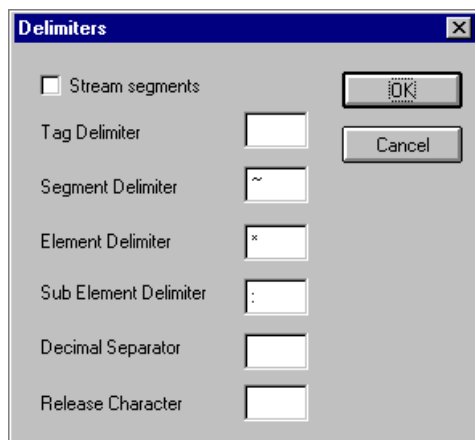 Delimiters
Stream segments
OK
Tag Delimiter
Cancel
Segment Delimiter ~
Element Delimiter *
Sub Element Delimiter :
Decimal Separator
Release Character